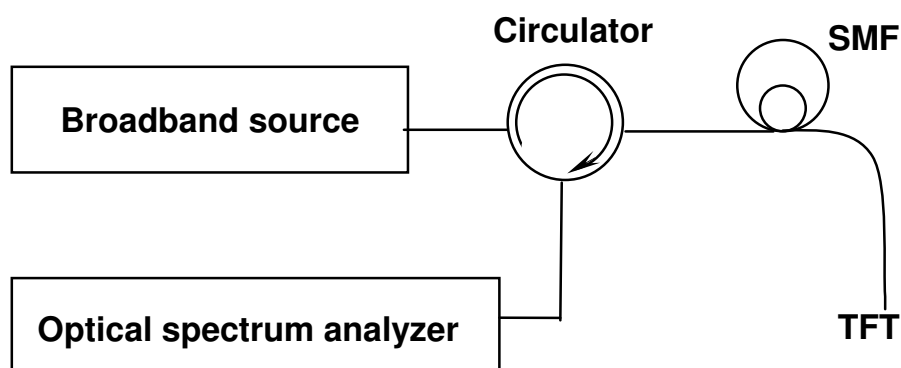 Circulator
SMF
Broadband source
Optical spectrum analyzer
TFT